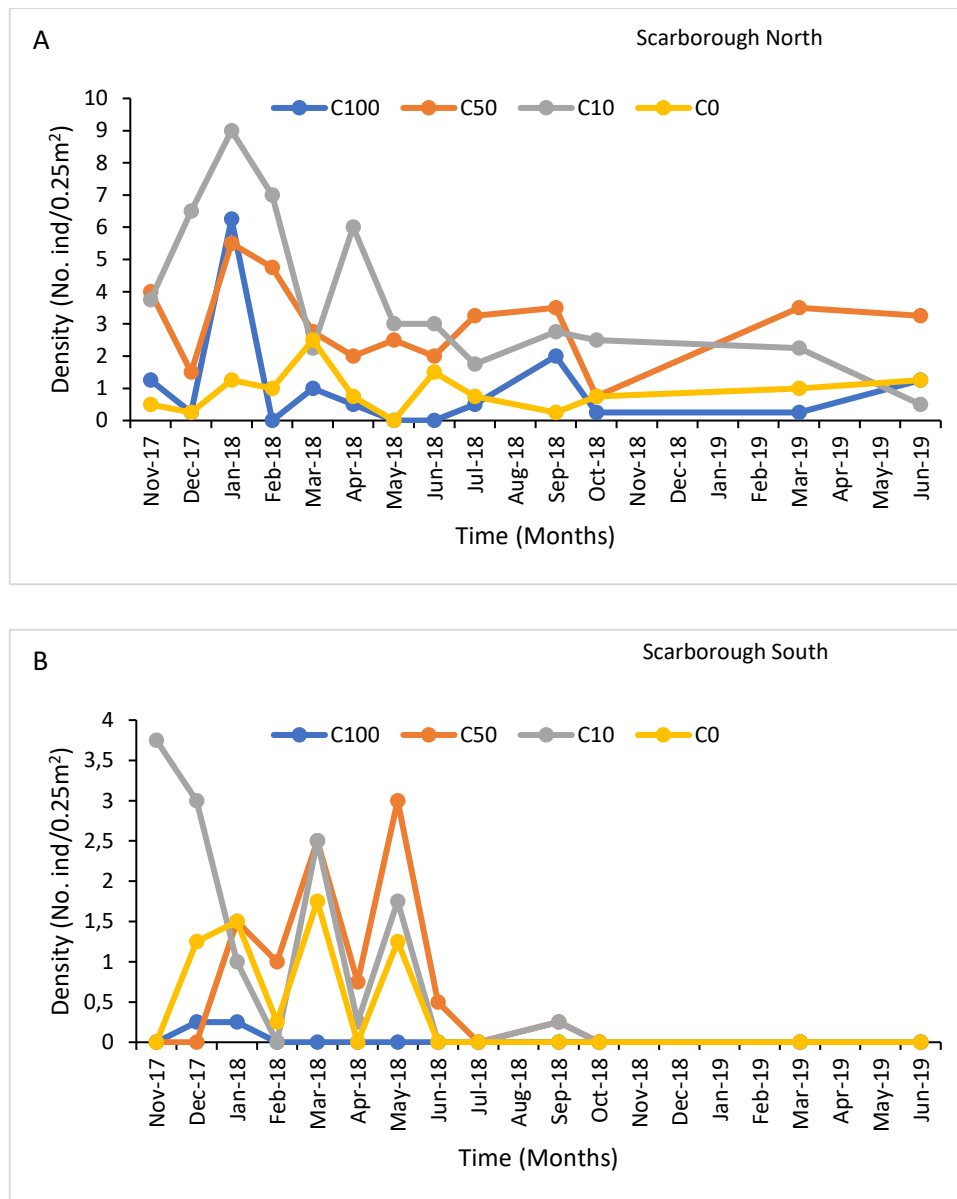 A
Scarborough North
C100 C50 C10 C0
Density (No. ind/0.25m²)
10
9
8
7
6
5
4
3
2
1
0
Nov-17
Dec-17
Jan-18
Feb-18
Mar-18
Apr-18
May-18
Jun-18
Jul-18
Aug-18
Sep-18
Oct-18
Nov-18
Dec-18
Jan-19
Feb-19
Mar-19
Apr-19
May-19
Jun-19
Time (Months)
B
Scarborough South
C100 C50 C10 C0
Density (No. ind/0.25m²)
4
3,5
3
2,5
2
1,5
1
0,5
0
Nov-17
Dec-17
Jan-18
Feb-18
Mar-18
Apr-18
May-18
Jun-18
Jul-18
Aug-18
Sep-18
Oct-18
Nov-18
Dec-18
Jan-19
Feb-19
Mar-19
Apr-19
May-19
Jun-19
Time (Months)